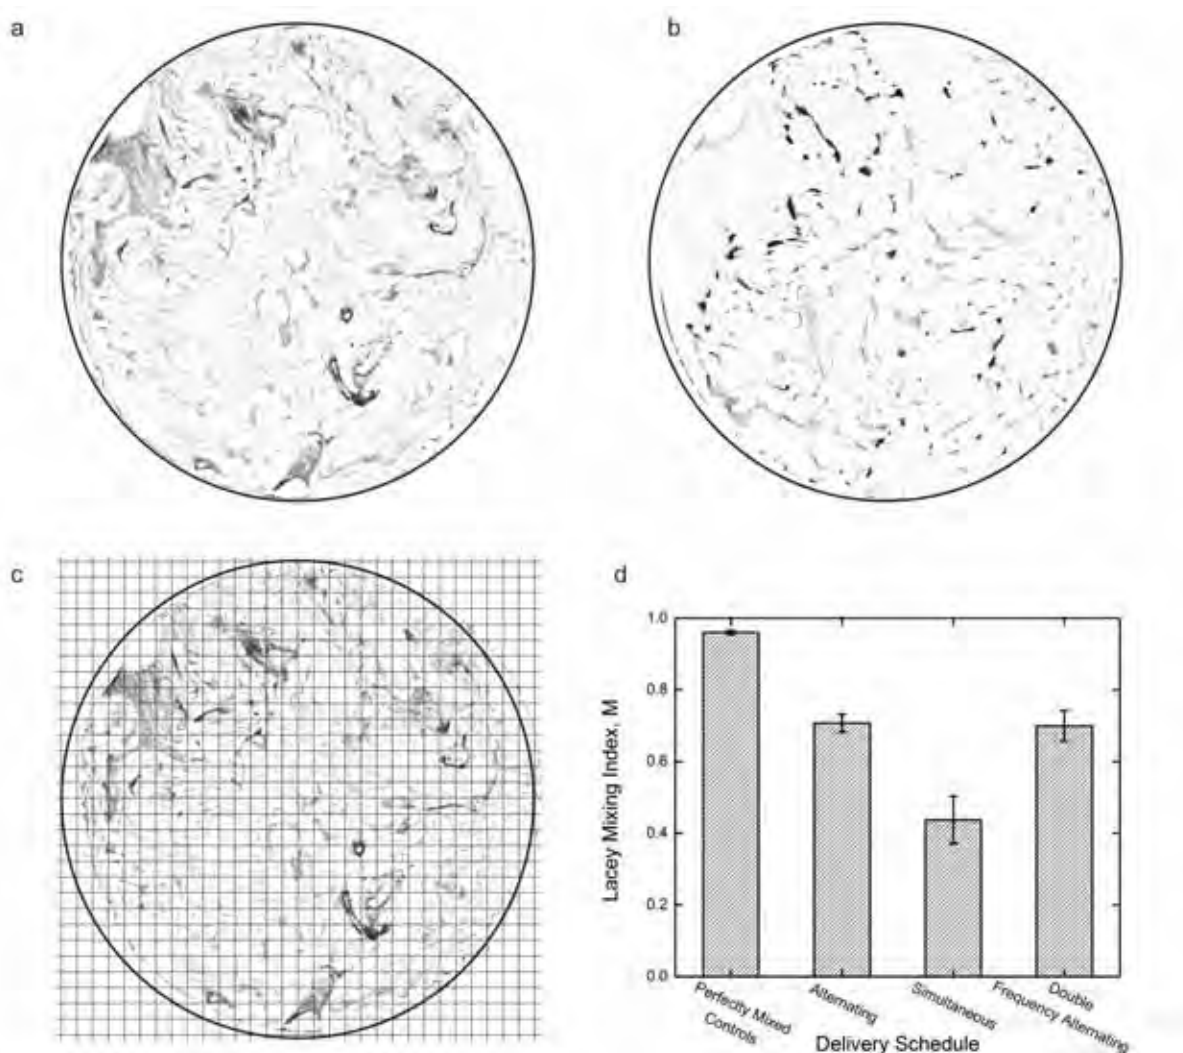 a
b
c
d
Lacey Mixing Index, M
1.0
0.8
0.6
0.4
0.2
0.0
Perfectly Mixed
Controls
Alternating
Simultaneous
Double
Frequency Alternating
Delivery Schedule